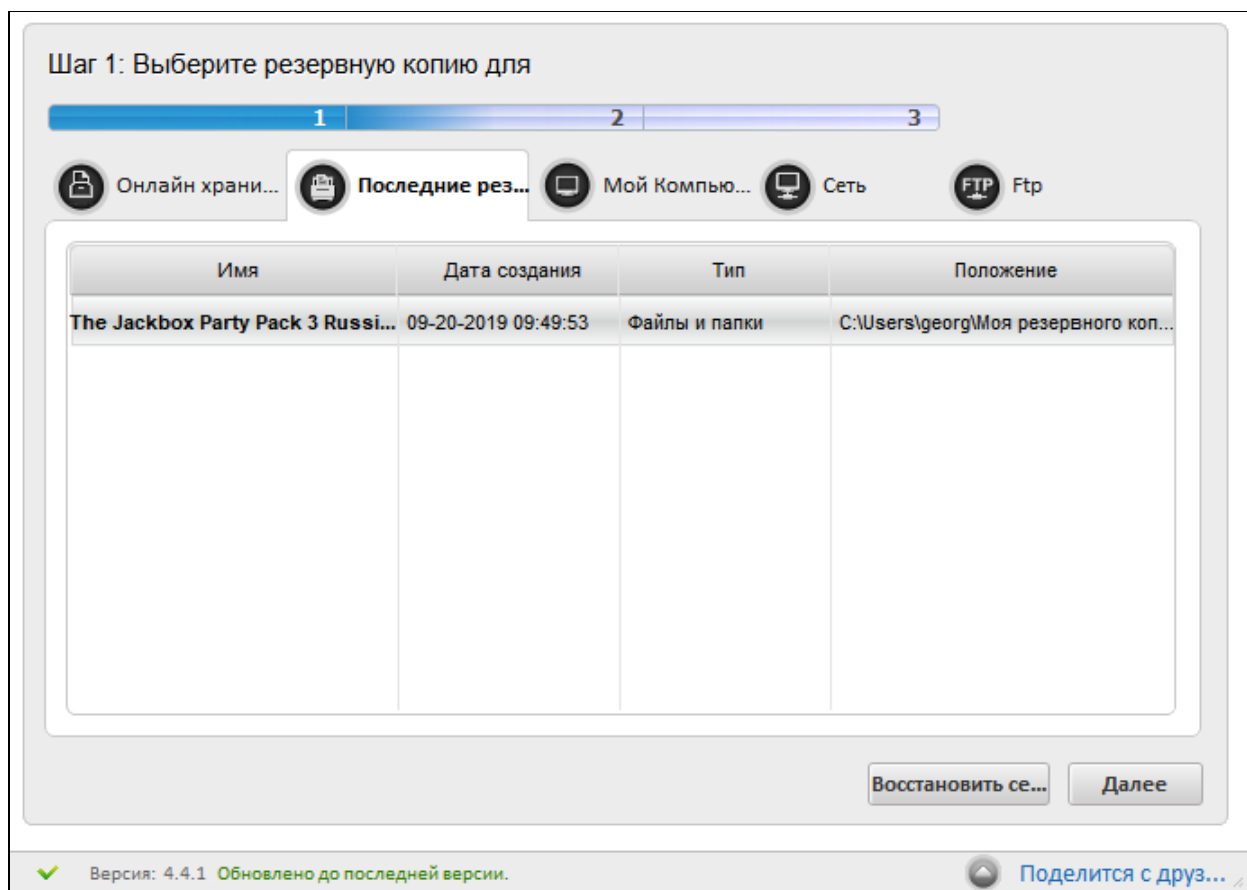 Шаг 1: Выберите резервную копию для
1 2 3
Онлайн храни... Последние рез... Мой Компью... Сеть FTP Ftp
Имя Дата создания Тип Положение
The Jackbox Party Pack 3 Russi... 09-20-2019 09:49:53 Файлы и папки C:\Users\georg\Моя резервного коп...
Восстановить се... Далее
Версия: 4.4.1 Обновлено до последней версии. Поделится с друз...